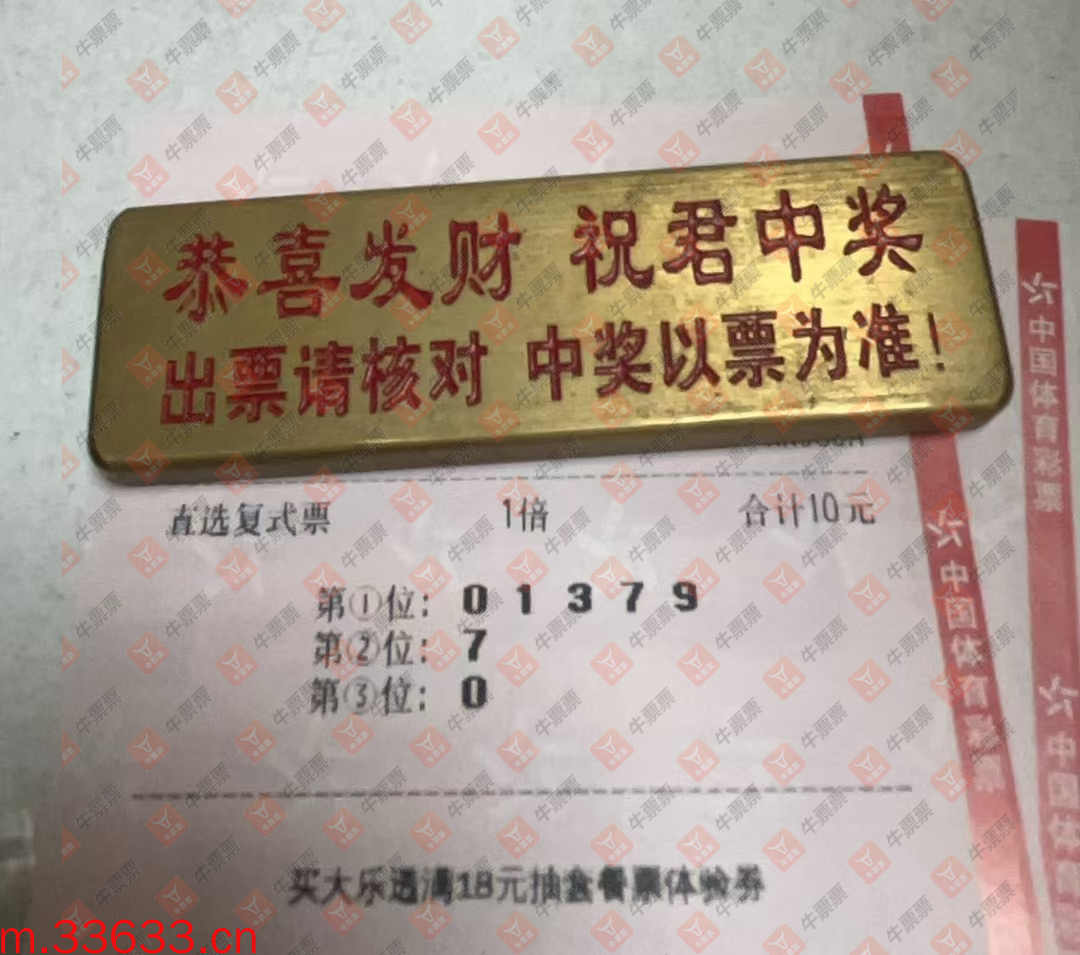 恭喜发财 祝君中奖
出票请核对 中奖以票为准！
直选复式票 1倍 合计10元
第①位: 0 1 3 7 9
第②位: 7
第③位: 0
买大乐透满18元抽套餐票体验券
中国体育彩票
中国体育彩票
中国体育
牛票票
m.33633.cn